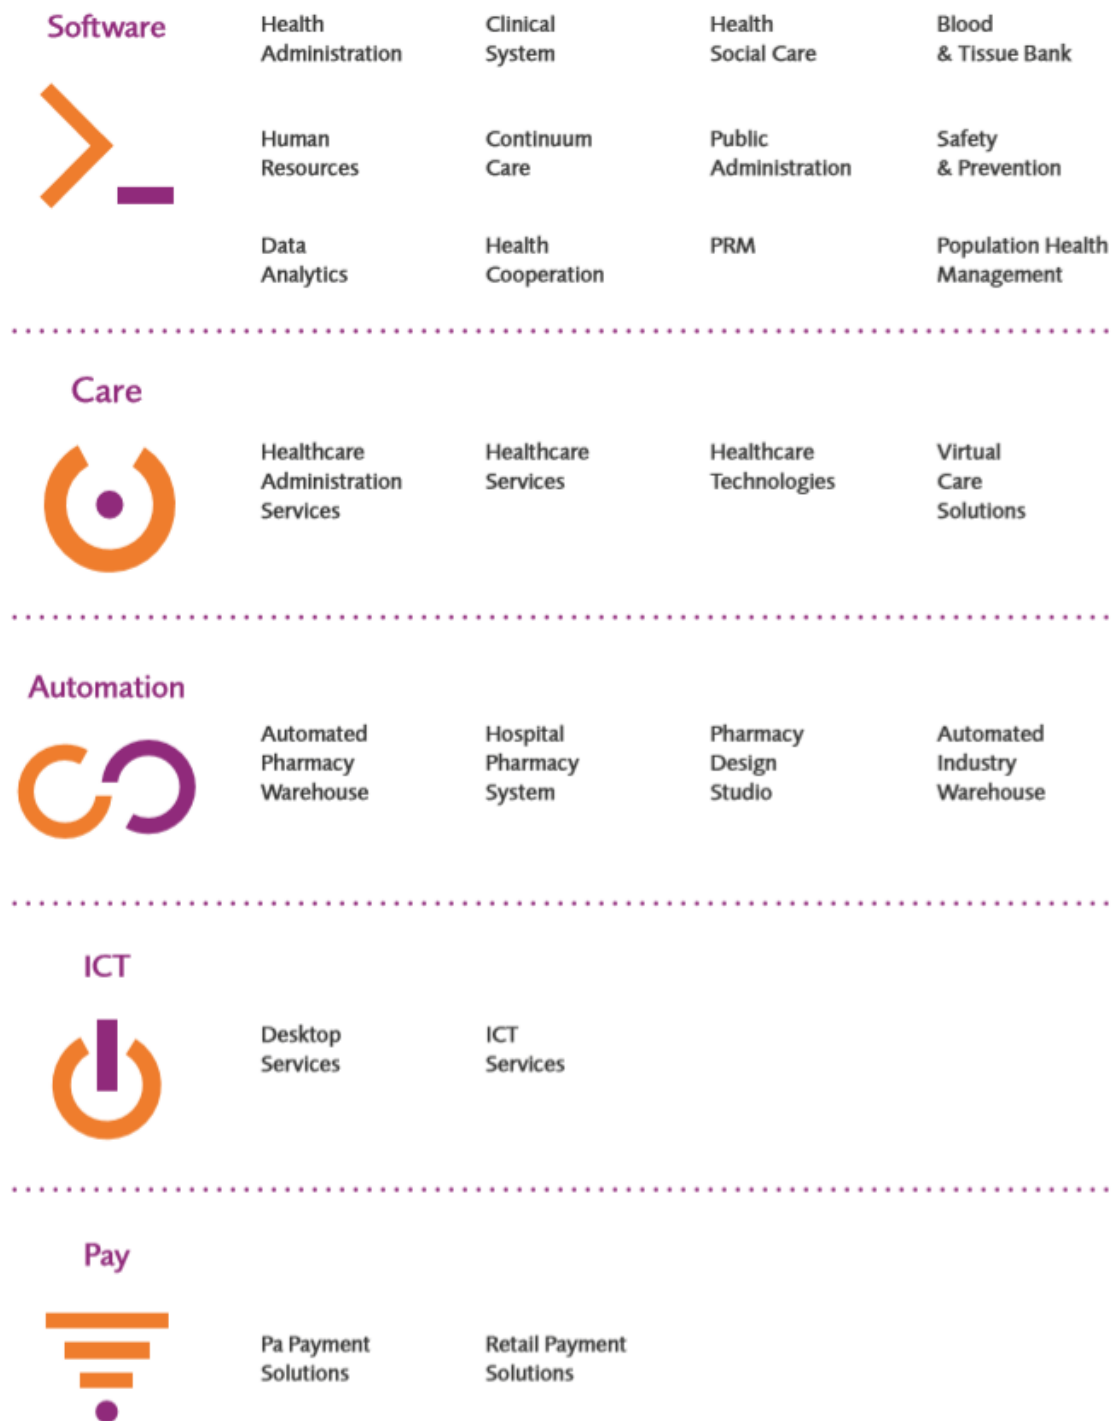 Software
Health
Administration
Clinical
System
Health
Social Care
Blood
& Tissue Bank
Human
Resources
Continuum
Care
Public
Administration
Safety
& Prevention
Data
Analytics
Health
Cooperation
PRM
Population Health
Management
Care
Healthcare
Administration
Services
Healthcare
Services
Healthcare
Technologies
Virtual
Care
Solutions
Automation
Automated
Pharmacy
Warehouse
Hospital
Pharmacy
System
Pharmacy
Design
Studio
Automated
Industry
Warehouse
ICT
Desktop
Services
ICT
Services
Pay
Pa Payment
Solutions
Retail Payment
Solutions